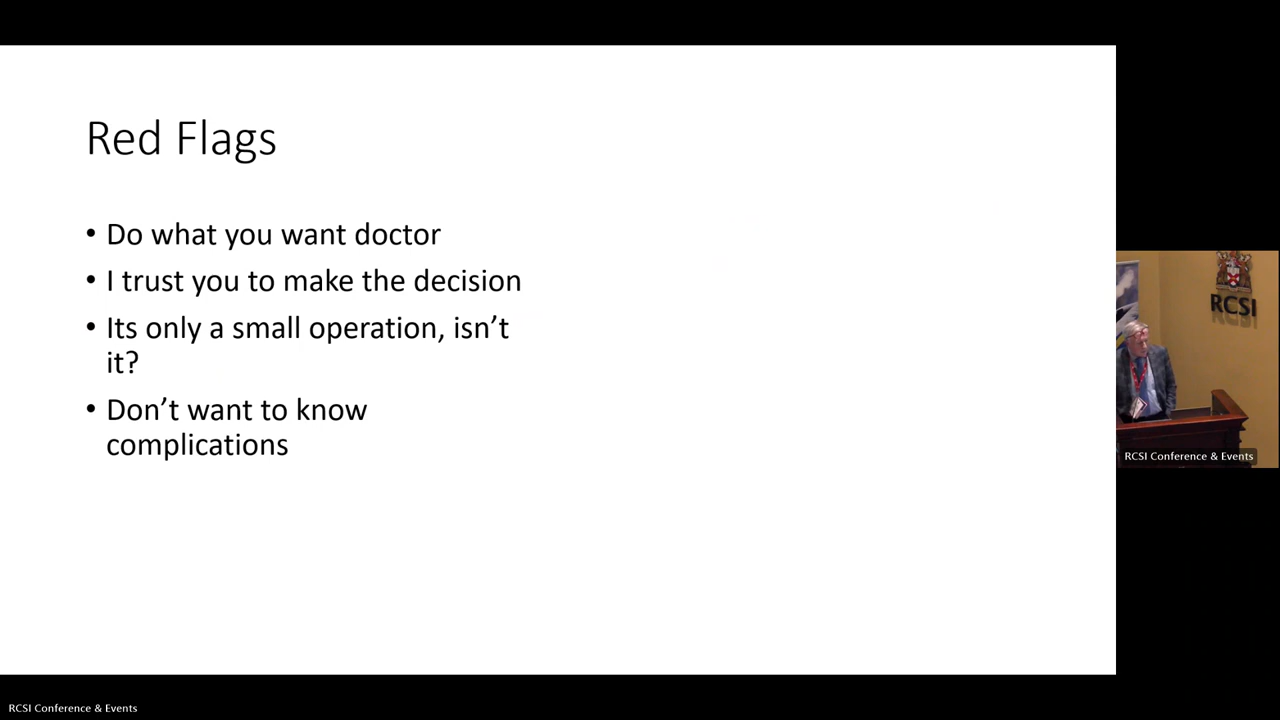 Red Flags
• Do what you want doctor
• I trust you to make the decision
• Its only a small operation, isn’t
it?
• Don’t want to know
complications
RCSI
RCSI Conference & Events
RCSI Conference & Events